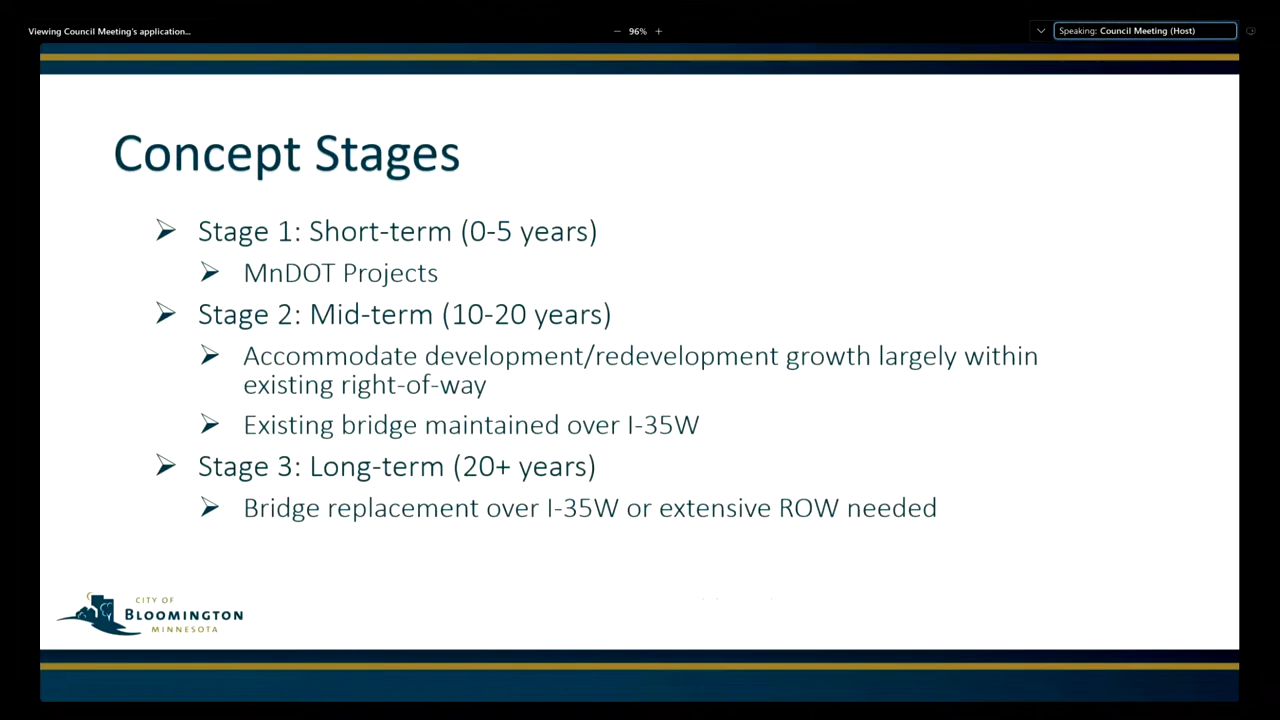 Viewing Council Meeting's application...
− 96% +
Speaking: Council Meeting (Host)
Concept Stages
Stage 1: Short-term (0-5 years)
MnDOT Projects
Stage 2: Mid-term (10-20 years)
Accommodate development/redevelopment growth largely within
existing right-of-way
Existing bridge maintained over I-35W
Stage 3: Long-term (20+ years)
Bridge replacement over I-35W or extensive ROW needed
CITY OF
BLOOMINGTON
MINNESOTA